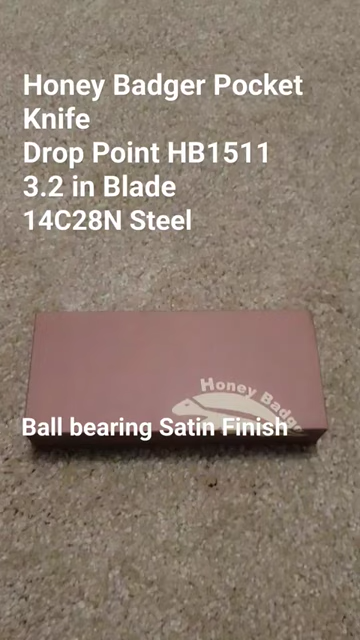 Honey Badger Pocket
Knife
Drop Point HB1511
3.2 in Blade
14C28N Steel
Honey Badger
Ball bearing Satin Finish